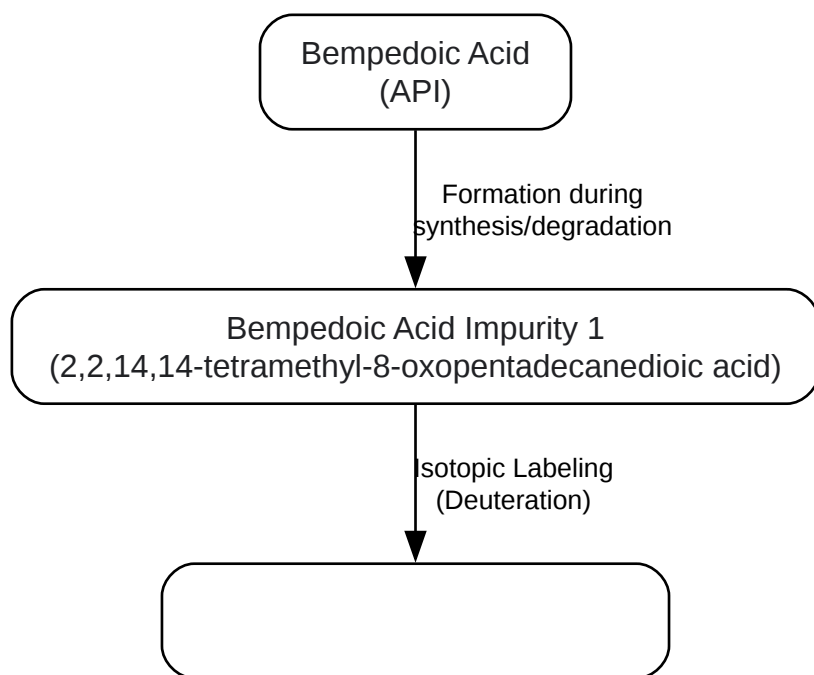 Bempedoic Acid
(API)
Formation during
synthesis/degradation
Bempedoic Acid Impurity 1
(2,2,14,14-tetramethyl-8-oxopentadecanedioic acid)
Isotopic Labeling
(Deuteration)